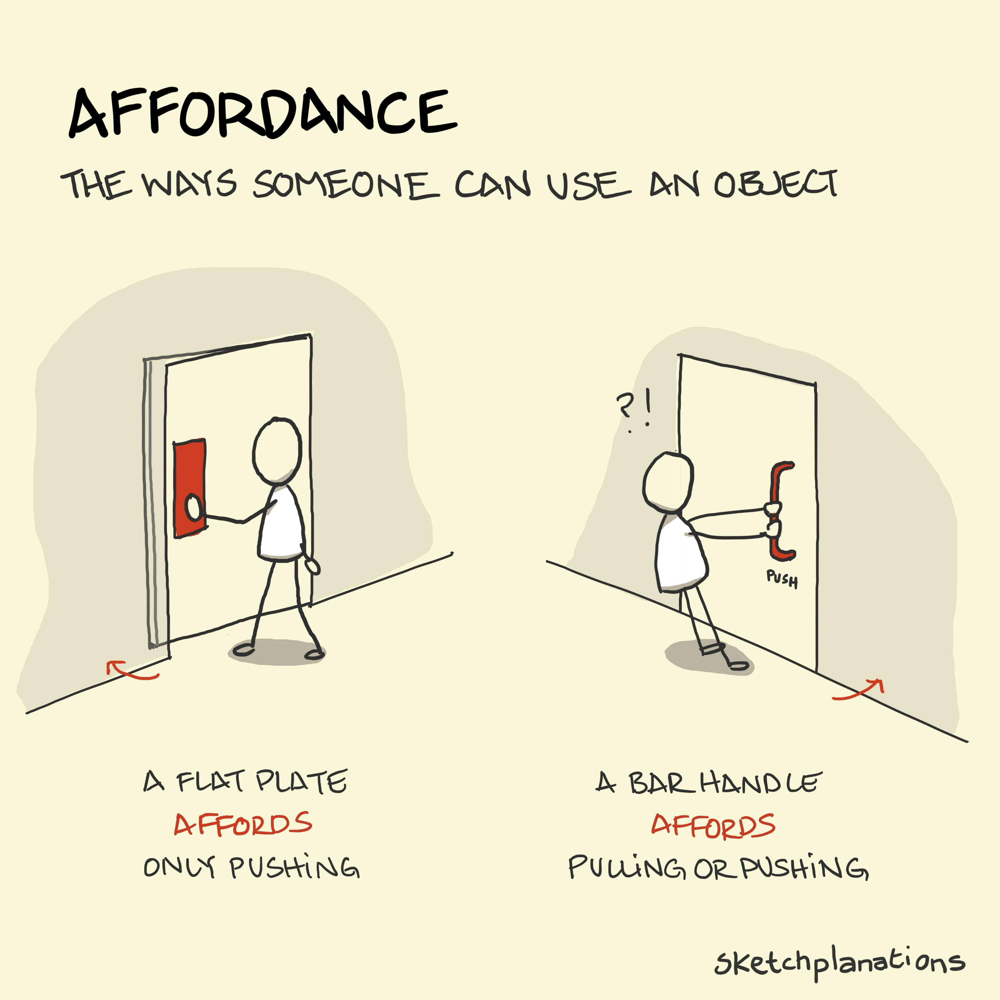 AFFORDANCE
THE WAYS SOMEONE CAN USE AN OBJECT
?!
PUSH
A FLAT PLATE
AFFORDS
ONLY PUSHING
A BAR HANDLE
AFFORDS
PULLING OR PUSHING
sketchplanations